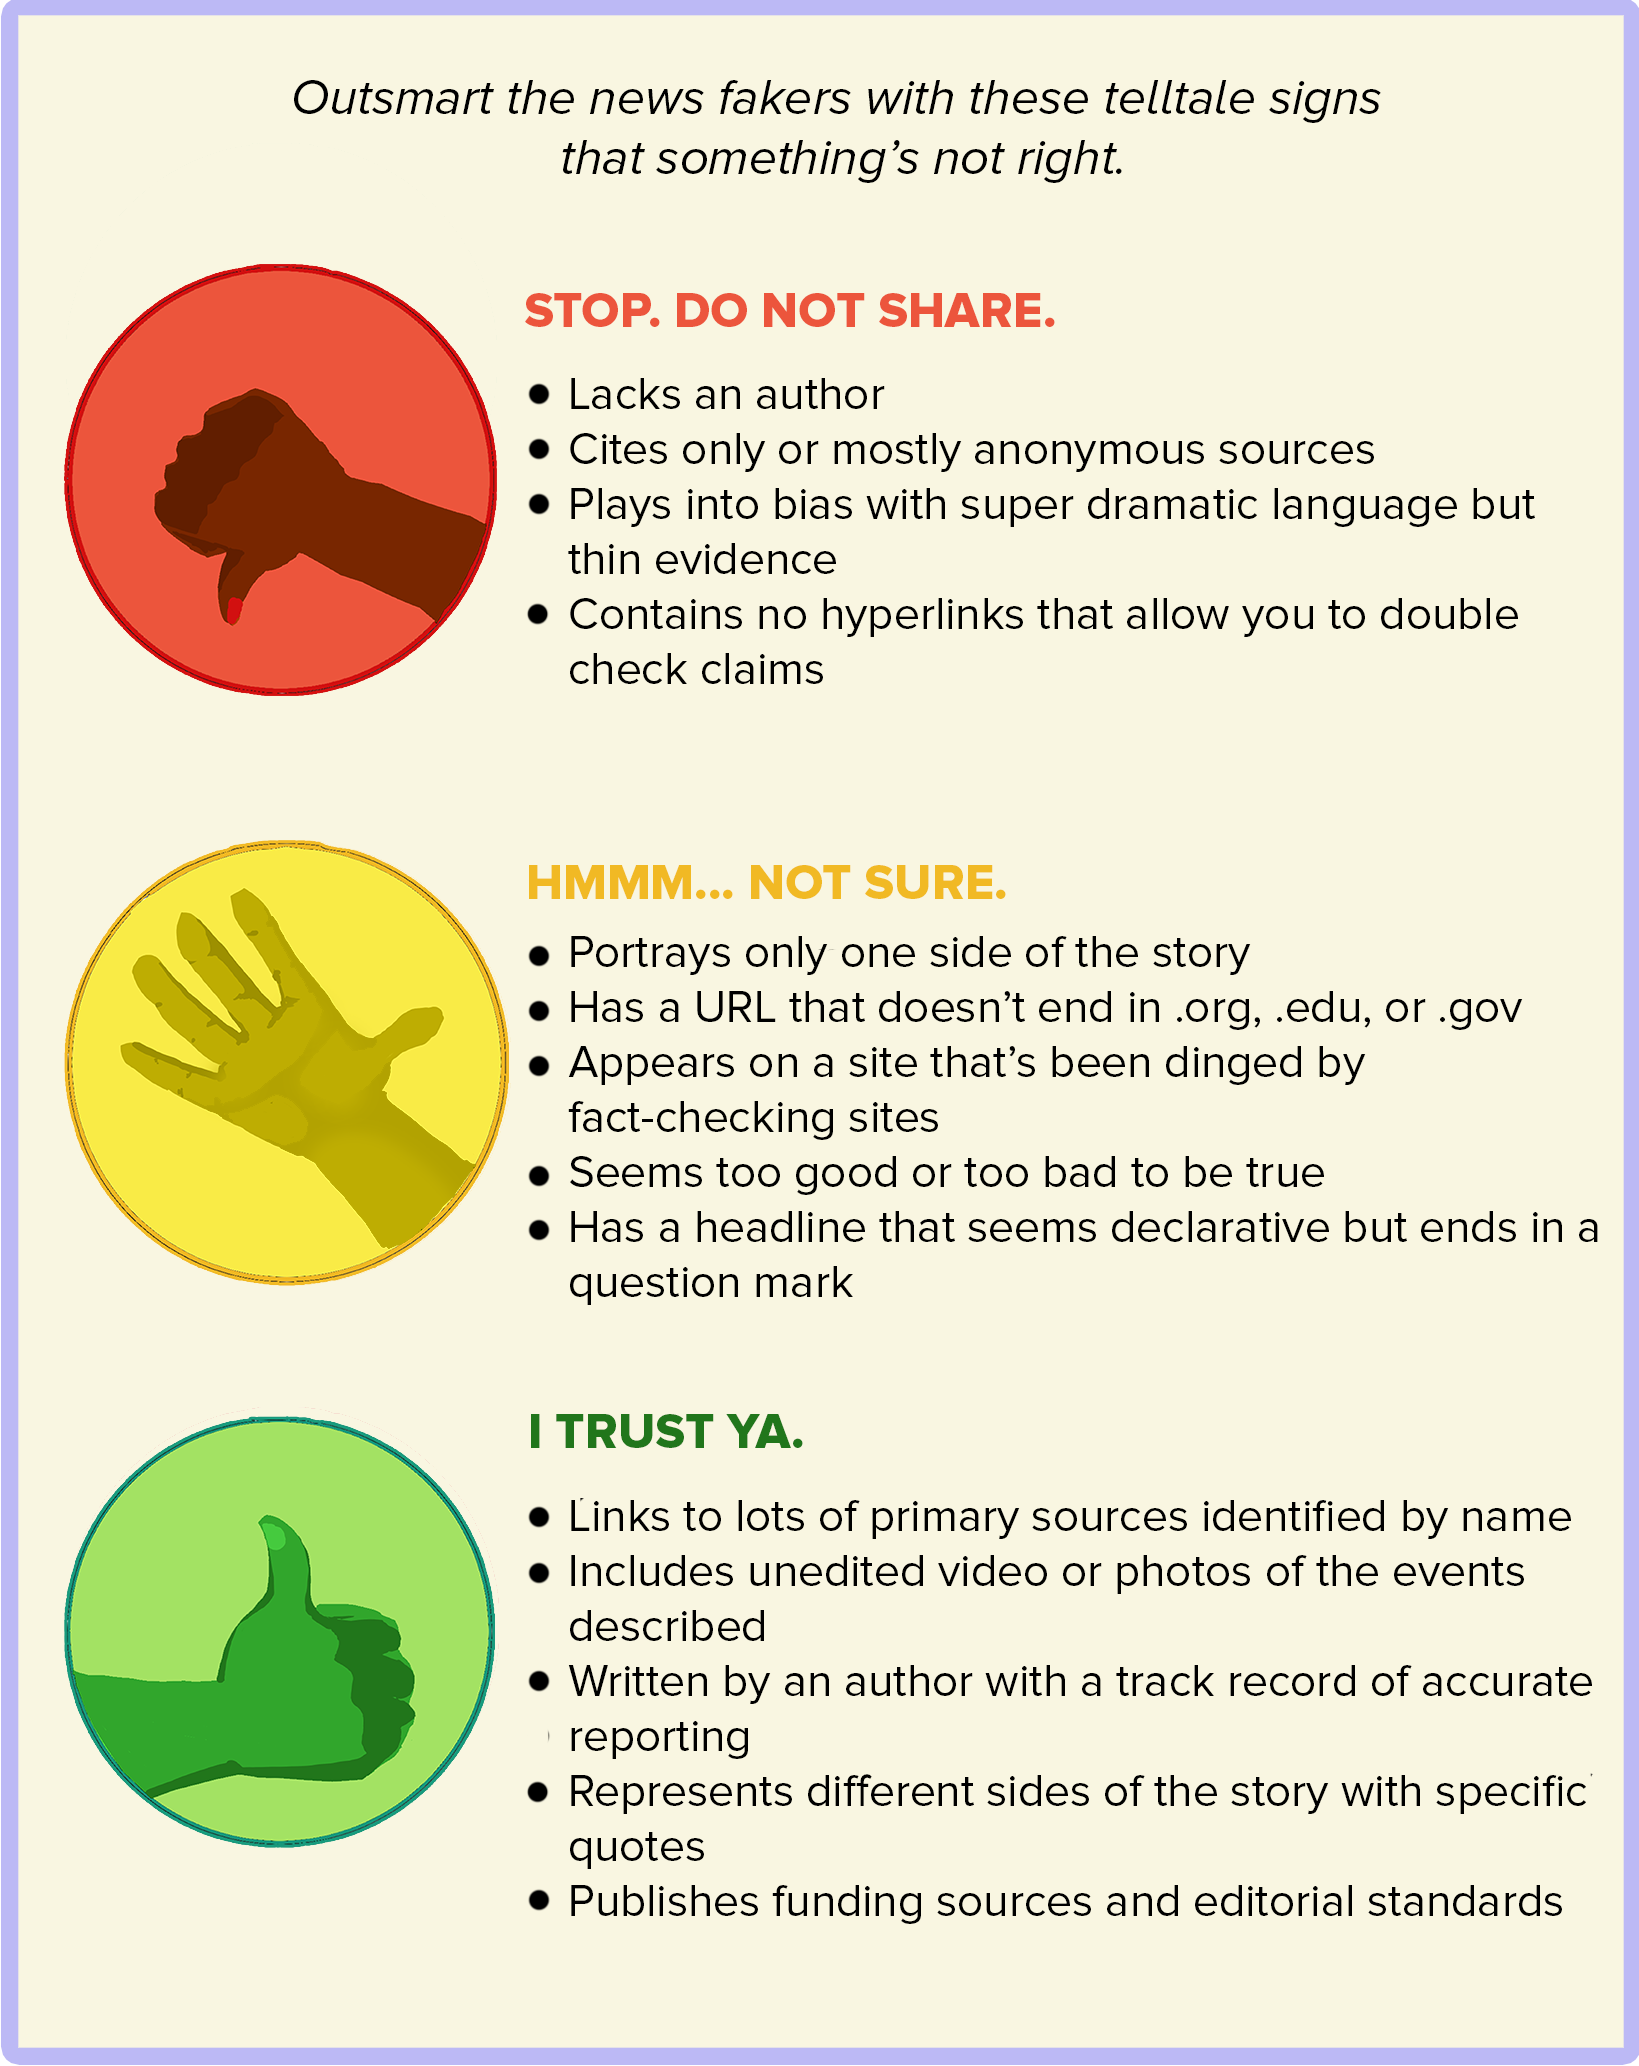 Outsmart the news fakers with these telltale signs
that something’s not right.
STOP. DO NOT SHARE.
● Lacks an author
● Cites only or mostly anonymous sources
● Plays into bias with super dramatic language but
thin evidence
● Contains no hyperlinks that allow you to double
check claims
HMMM... NOT SURE.
● Portrays only one side of the story
● Has a URL that doesn’t end in .org, .edu, or .gov
● Appears on a site that’s been dinged by
fact-checking sites
● Seems too good or too bad to be true
● Has a headline that seems declarative but ends in a
question mark
I TRUST YA.
● Links to lots of primary sources identified by name
● Includes unedited video or photos of the events
described
● Written by an author with a track record of accurate
reporting
● Represents different sides of the story with specific
quotes
● Publishes funding sources and editorial standards